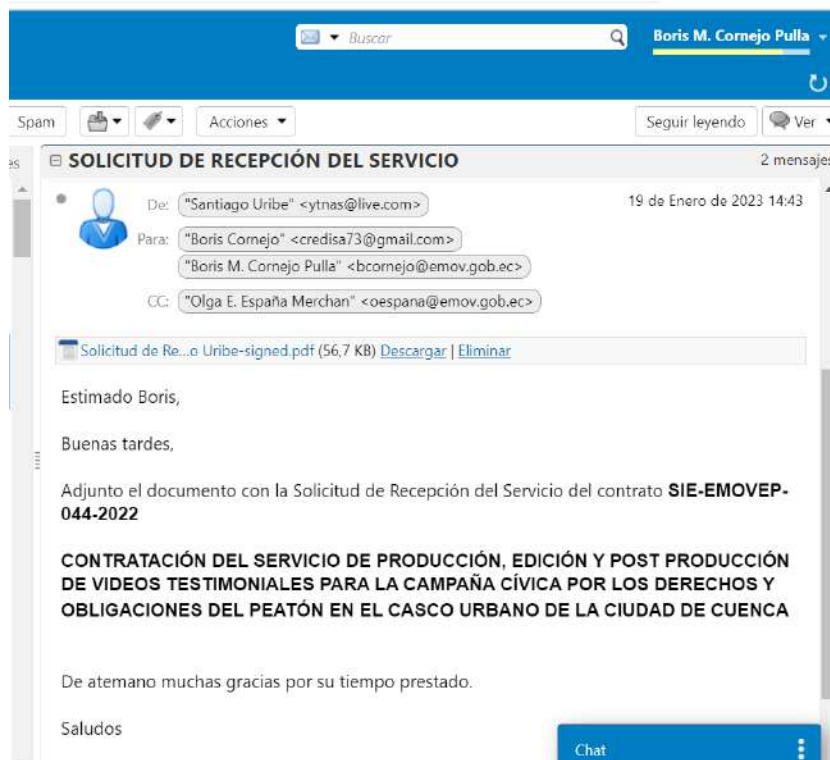 Buscar
Boris M. Cornejo Pulla
Spam
Acciones
Seguir leyendo
Ver
es
SOLICITUD DE RECEPCIÓN DEL SERVICIO
2 mensajes
De: "Santiago Uribe" <ytnas@live.com>
19 de Enero de 2023 14:43
Para: "Boris Cornejo" <credisa73@gmail.com>
"Boris M. Cornejo Pulla" <bcornejo@emov.gob.ec>
CC: "Olga E. España Merchan" <oespana@emov.gob.ec>
Solicitud de Re...o Uribe-signed.pdf (56,7 KB) Descargar | Eliminar
Estimado Boris,
Buenas tardes,
Adjunto el documento con la Solicitud de Recepción del Servicio del contrato SIE-EMOVEP-
044-2022
CONTRATACIÓN DEL SERVICIO DE PRODUCCIÓN, EDICIÓN Y POST PRODUCCIÓN
DE VIDEOS TESTIMONIALES PARA LA CAMPAÑA CÍVICA POR LOS DERECHOS Y
OBLIGACIONES DEL PEATÓN EN EL CASCO URBANO DE LA CIUDAD DE CUENCA
De atemano muchas gracias por su tiempo prestado.
Saludos
Chat